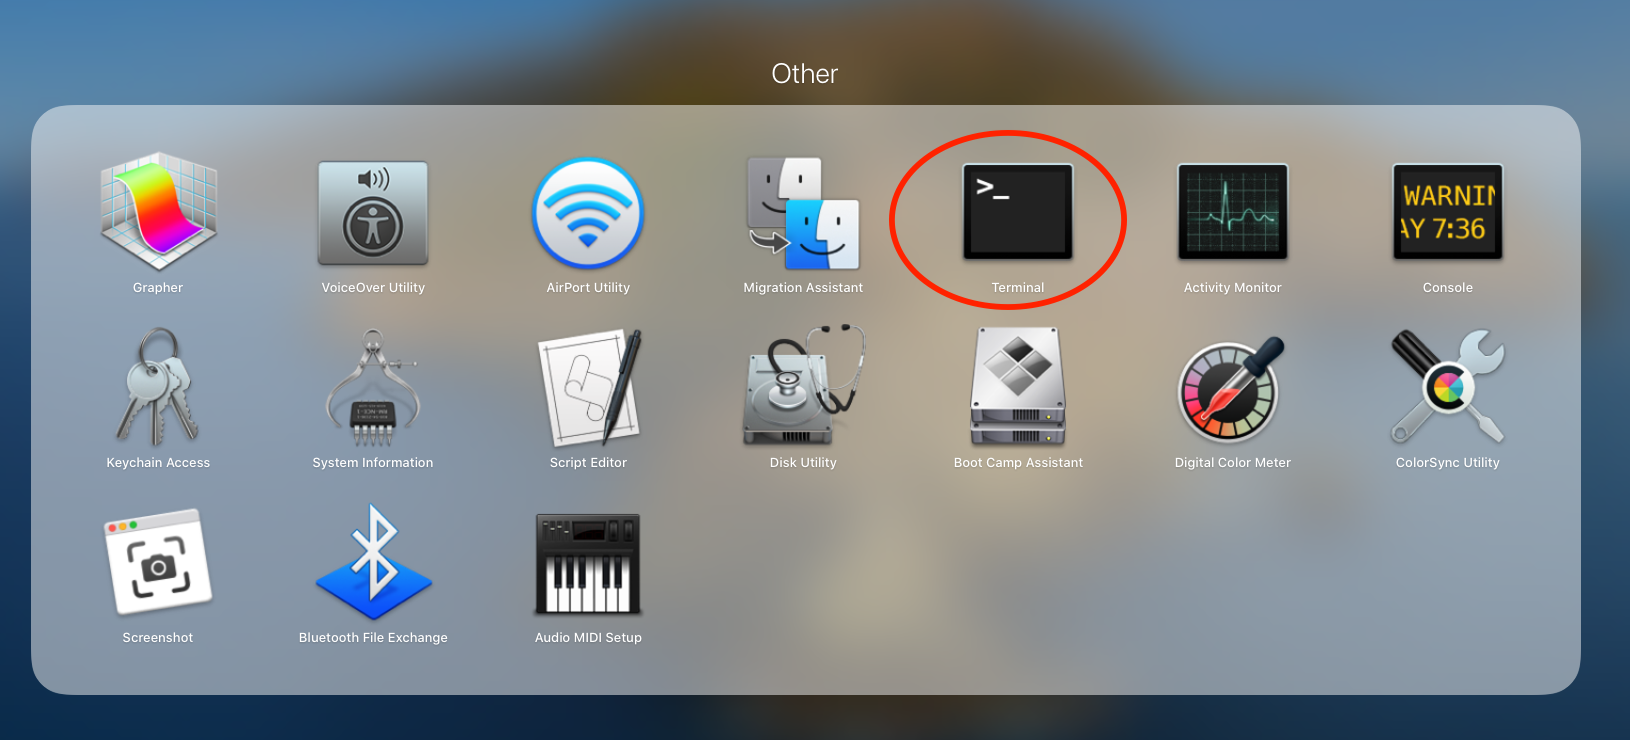 Other
>_
WARNIN
AY 7:36
Grapher
VoiceOver Utility
AirPort Utility
Migration Assistant
Terminal
Activity Monitor
Console
Keychain Access
System Information
Script Editor
Disk Utility
Boot Camp Assistant
Digital Color Meter
ColorSync Utility
Screenshot
Bluetooth File Exchange
Audio MIDI Setup